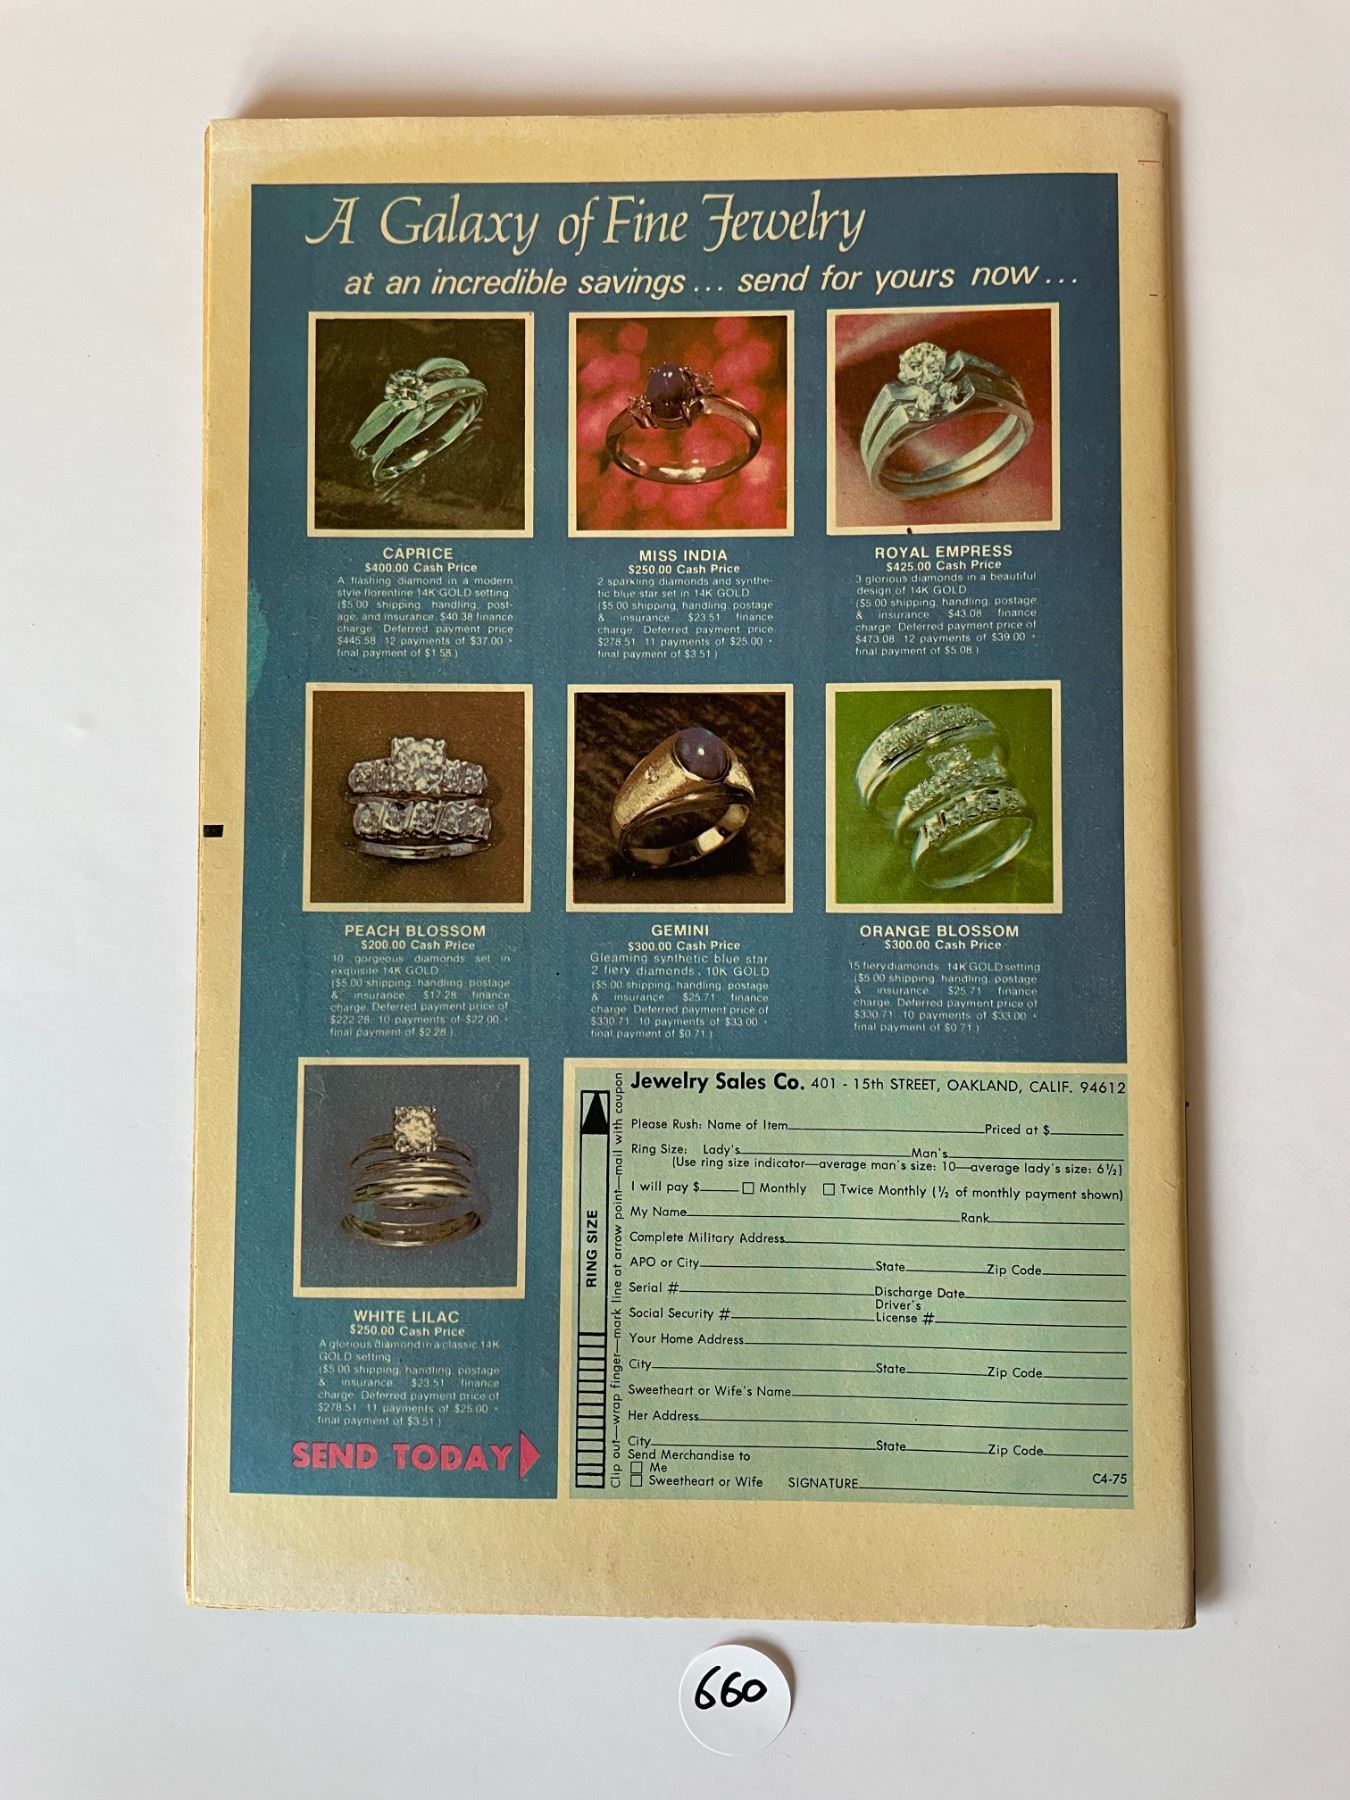 A Galaxy of Fine Jewelry
at an incredible savings... send for yours now...
CAPRICE
$400.00 Cash Price
A flashing diamond in a modern
style florentine 14K GOLD setting
($5.00 shipping, handling, post-
age, and insurance. $40.38 finance
charge. Deferred payment price
$445.58. 12 payments of $37.00 +
final payment of $1.58.)
MISS INDIA
$250.00 Cash Price
2 sparkling diamonds and synthe-
tic blue star set in 14K GOLD
($5.00 shipping, handling, postage
& insurance. $23.51 finance
charge. Deferred payment price
$278.51. 11 payments of $25.00 +
final payment of $3.51.)
ROYAL EMPRESS
$425.00 Cash Price
3 glorious diamonds in a beautiful
design of 14K GOLD
($5.00 shipping, handling, postage
& insurance. $43.08 finance
charge. Deferred payment price of
$473.08. 12 payments of $39.00 +
final payment of $5.08.)
PEACH BLOSSOM
$200.00 Cash Price
10 gorgeous diamonds set in
exquisite 14K GOLD
($5.00 shipping, handling, postage
& insurance. $17.28 finance
charge. Deferred payment price of
$222.28. 10 payments of $22.00 +
final payment of $2.28.)
GEMINI
$300.00 Cash Price
Gleaming synthetic blue star
2 fiery diamonds, 10K GOLD
($5.00 shipping, handling, postage
& insurance. $25.71 finance
charge. Deferred payment price of
$330.71. 10 payments of $33.00 +
final payment of $0.71.)
ORANGE BLOSSOM
$300.00 Cash Price
15 fiery diamonds. 14K GOLD setting
($5.00 shipping, handling, postage
& insurance. $25.71 finance
charge. Deferred payment price of
$330.71. 10 payments of $33.00 +
final payment of $0.71.)
WHITE LILAC
$250.00 Cash Price
A glorious diamond in a classic 14K
GOLD setting
($5.00 shipping, handling, postage
& insurance. $23.51 finance
charge. Deferred payment price of
$278.51. 11 payments of $25.00 +
final payment of $3.51.)
SEND TODAY
RING SIZE
Clip out—wrap finger—mark line at arrow point—mail with coupon
Jewelry Sales Co. 401 - 15th STREET, OAKLAND, CALIF. 94612
Please Rush: Name of Item Priced at $
Ring Size: Lady's Man's
(Use ring size indicator—average man's size: 10—average lady's size: 6½)
I will pay $ Monthly Twice Monthly (½ of monthly payment shown)
My Name Rank
Complete Military Address
APO or City State Zip Code
Serial # Discharge Date
Social Security # Driver's License #
Your Home Address
City State Zip Code
Sweetheart or Wife's Name
Her Address
City State Zip Code
Send Merchandise to
Me
Sweetheart or Wife SIGNATURE C4-75
660